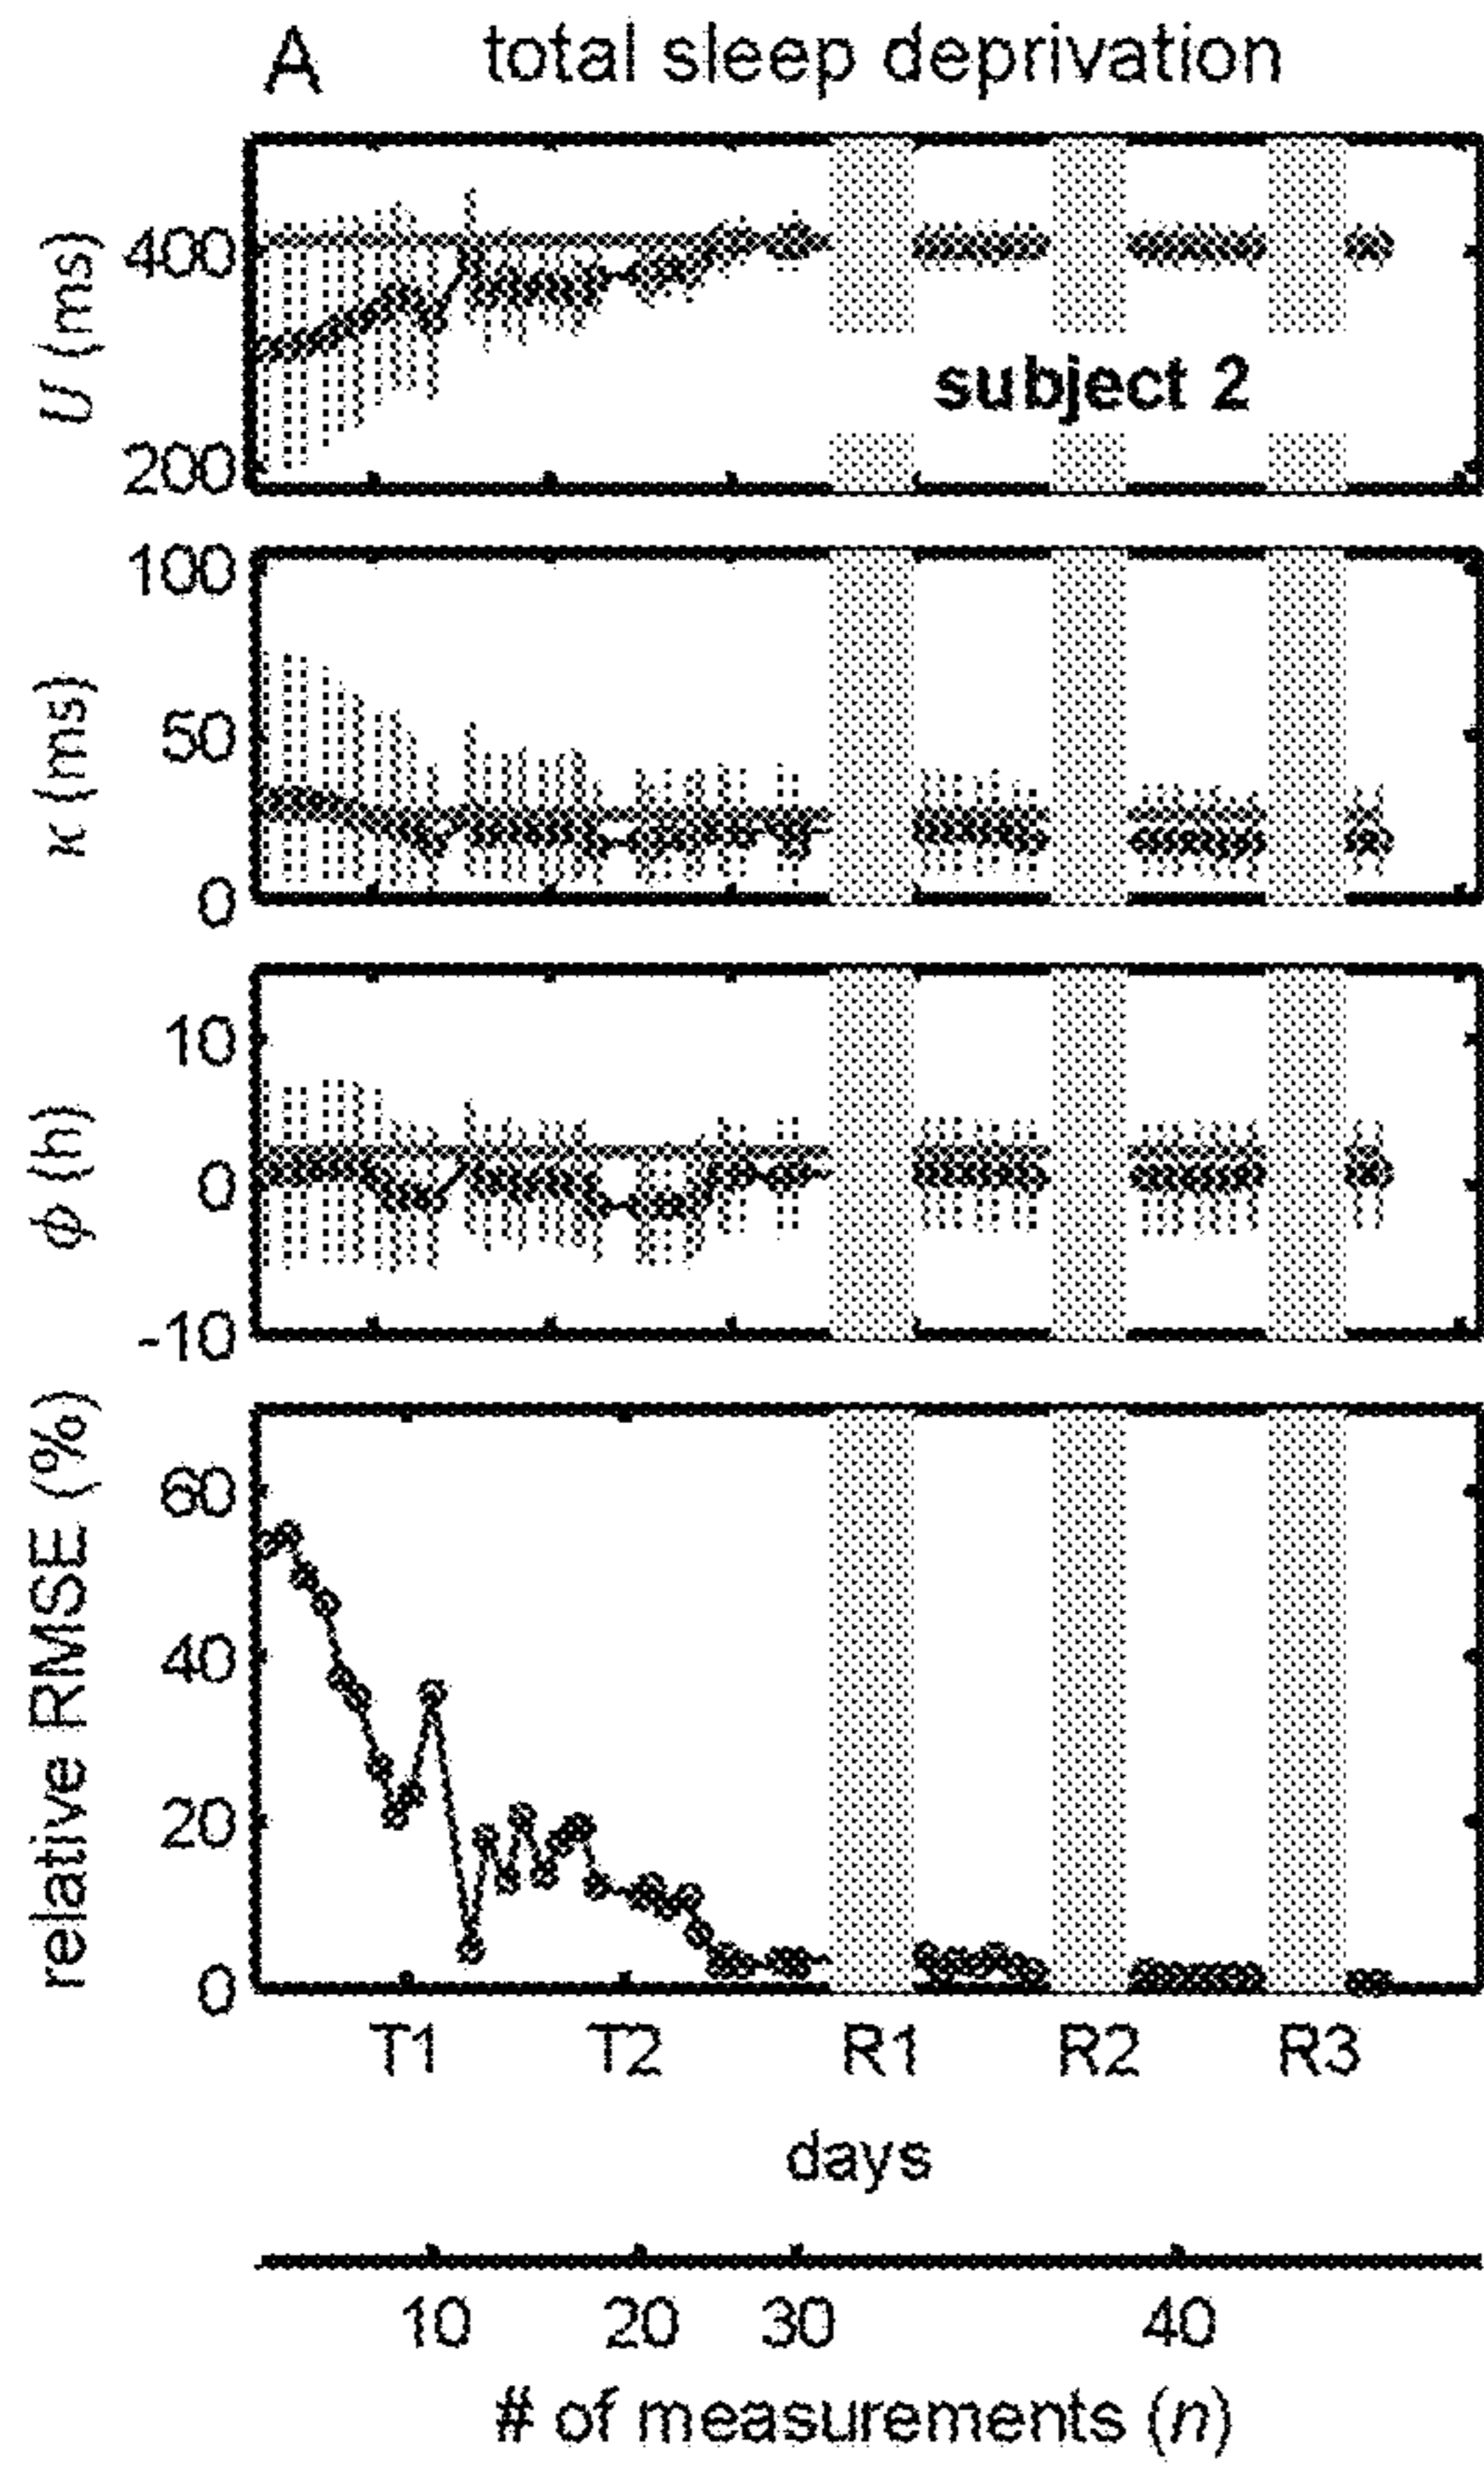 A total sleep deprivation
U (ms)
400
200
subject 2
κ (ms)
100
50
0
ϕ (h)
10
0
-10
relative RMSE (%)
60
40
20
0
T1 T2 R1 R2 R3
days
10 20 30 40
# of measurements (n)